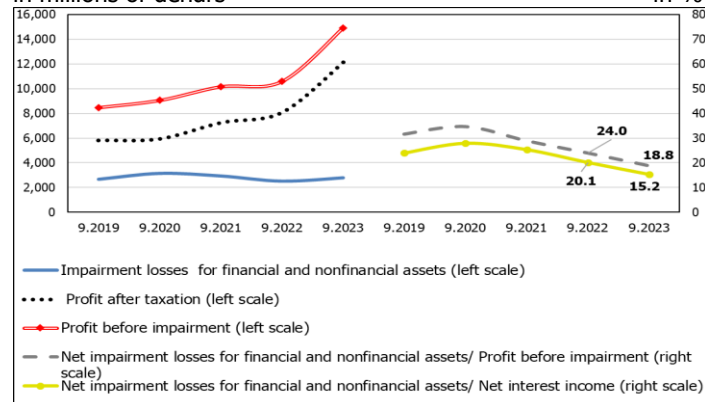 in millions of denars in %
16,000 80
14,000 70
12,000 60
10,000 50
8,000 40
6,000 30
4,000 20
2,000 10
0 0
24.0
18.8
20.1
15.2
9.2019 9.2020 9.2021 9.2022 9.2023 9.2019 9.2020 9.2021 9.2022 9.2023
Impairment losses for financial and nonfinancial assets (left scale)
Profit after taxation (left scale)
Profit before impairment (left scale)
Net impairment losses for financial and nonfinancial assets/ Profit before impairment (right
scale)
Net impairment losses for financial and nonfinancial assets/ Net interest income (right scale)